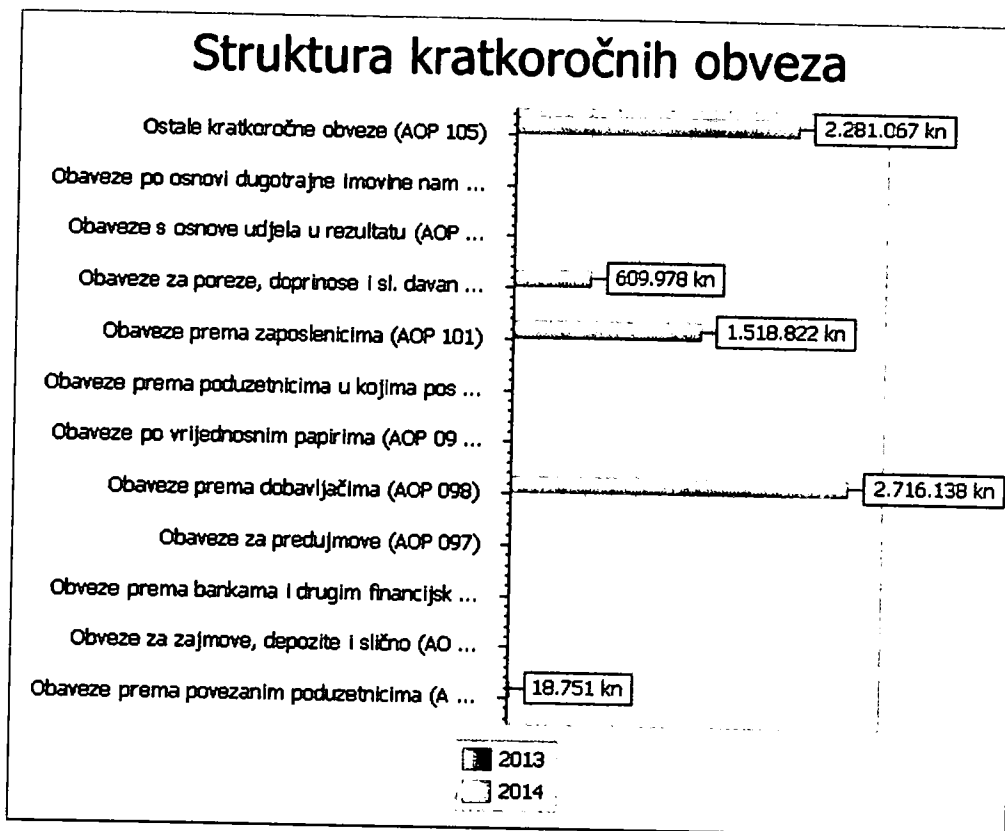 Struktura kratkoročnih obveza
Ostale kratkoročne obveze (AOP 105)
2.281.067 kn
Obaveze po osnovi dugotrajne imovine nam ...
Obaveze s osnove udjela u rezultatu (AOP ...
Obaveze za poreze, doprinose i sl. davan ...
609.978 kn
Obaveze prema zaposlenicima (AOP 101)
1.518.822 kn
Obaveze prema poduzetnicima u kojima pos ...
Obaveze po vrijednosnim papirima (AOP 09 ...
Obaveze prema dobavljačima (AOP 098)
2.716.138 kn
Obaveze za predujmove (AOP 097)
Obveze prema bankama i drugim financijsk ...
Obveze za zajmove, depozite i slično (AO ...
Obaveze prema povezanim poduzetnicima (A ...
18.751 kn
2013
2014